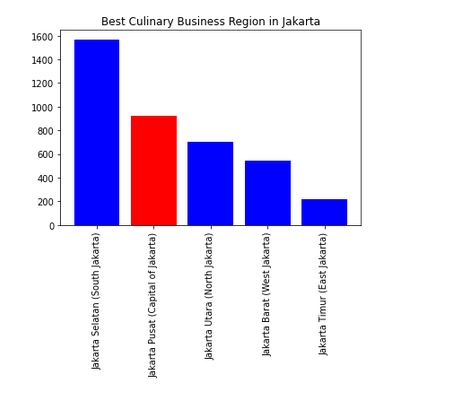 Best Culinary Business Region in Jakarta
1600
1400
1200
1000
800
600
400
200
0
Jakarta Selatan (South Jakarta)
Jakarta Pusat (Capital of Jakarta)
Jakarta Utara (North Jakarta)
Jakarta Barat (West Jakarta)
Jakarta Timur (East Jakarta)